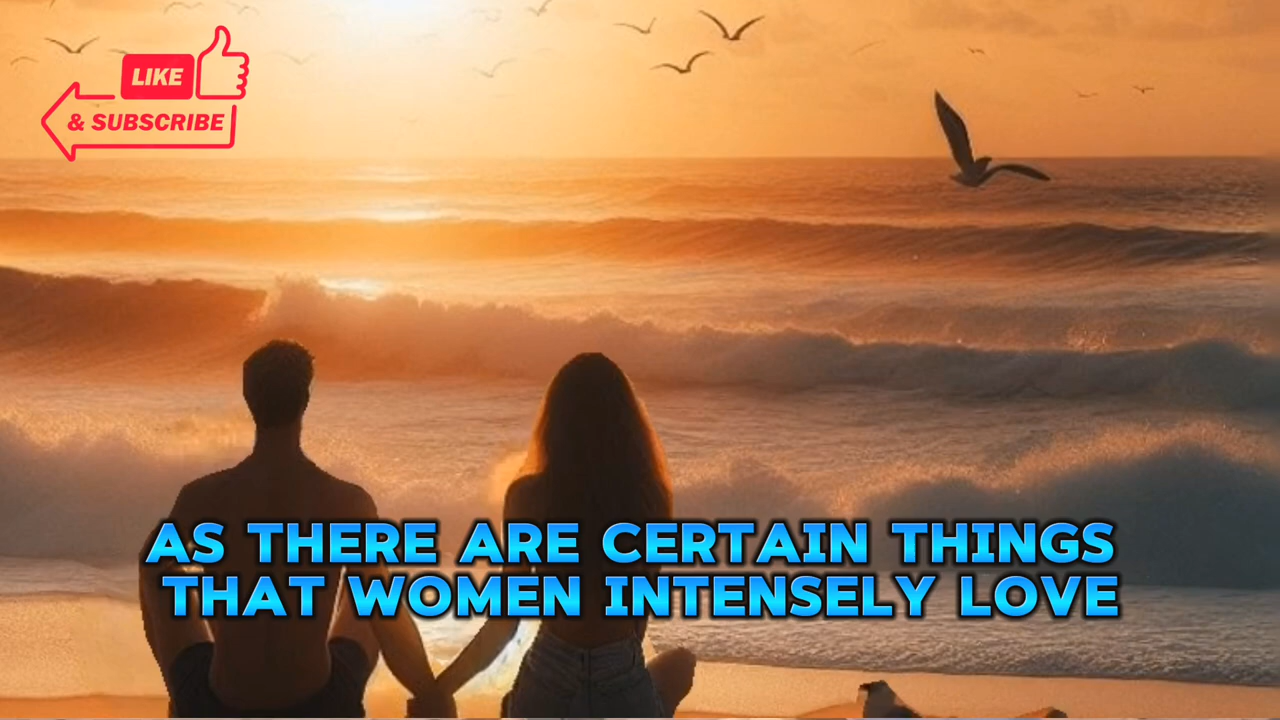 LIKE
& SUBSCRIBE
AS THERE ARE CERTAIN THINGS
THAT WOMEN INTENSELY LOVE